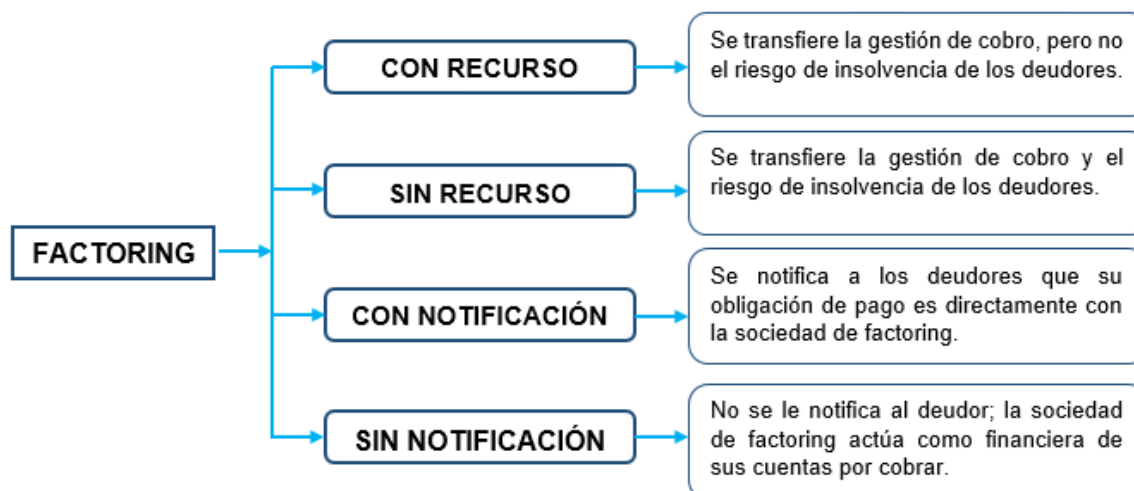 FACTORING
CON RECURSO
Se transfiere la gestión de cobro, pero no
el riesgo de insolvencia de los deudores.
SIN RECURSO
Se transfiere la gestión de cobro y el
riesgo de insolvencia de los deudores.
CON NOTIFICACIÓN
Se notifica a los deudores que su
obligación de pago es directamente con
la sociedad de factoring.
SIN NOTIFICACIÓN
No se le notifica al deudor; la sociedad
de factoring actúa como financiera de
sus cuentas por cobrar.